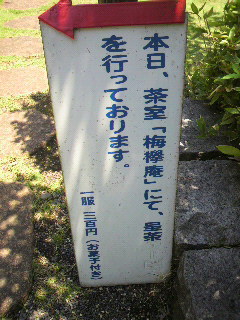 本日、茶室「梅欅庵」にて、呈茶
を行っております。
一服 三百円(お菓子付き)